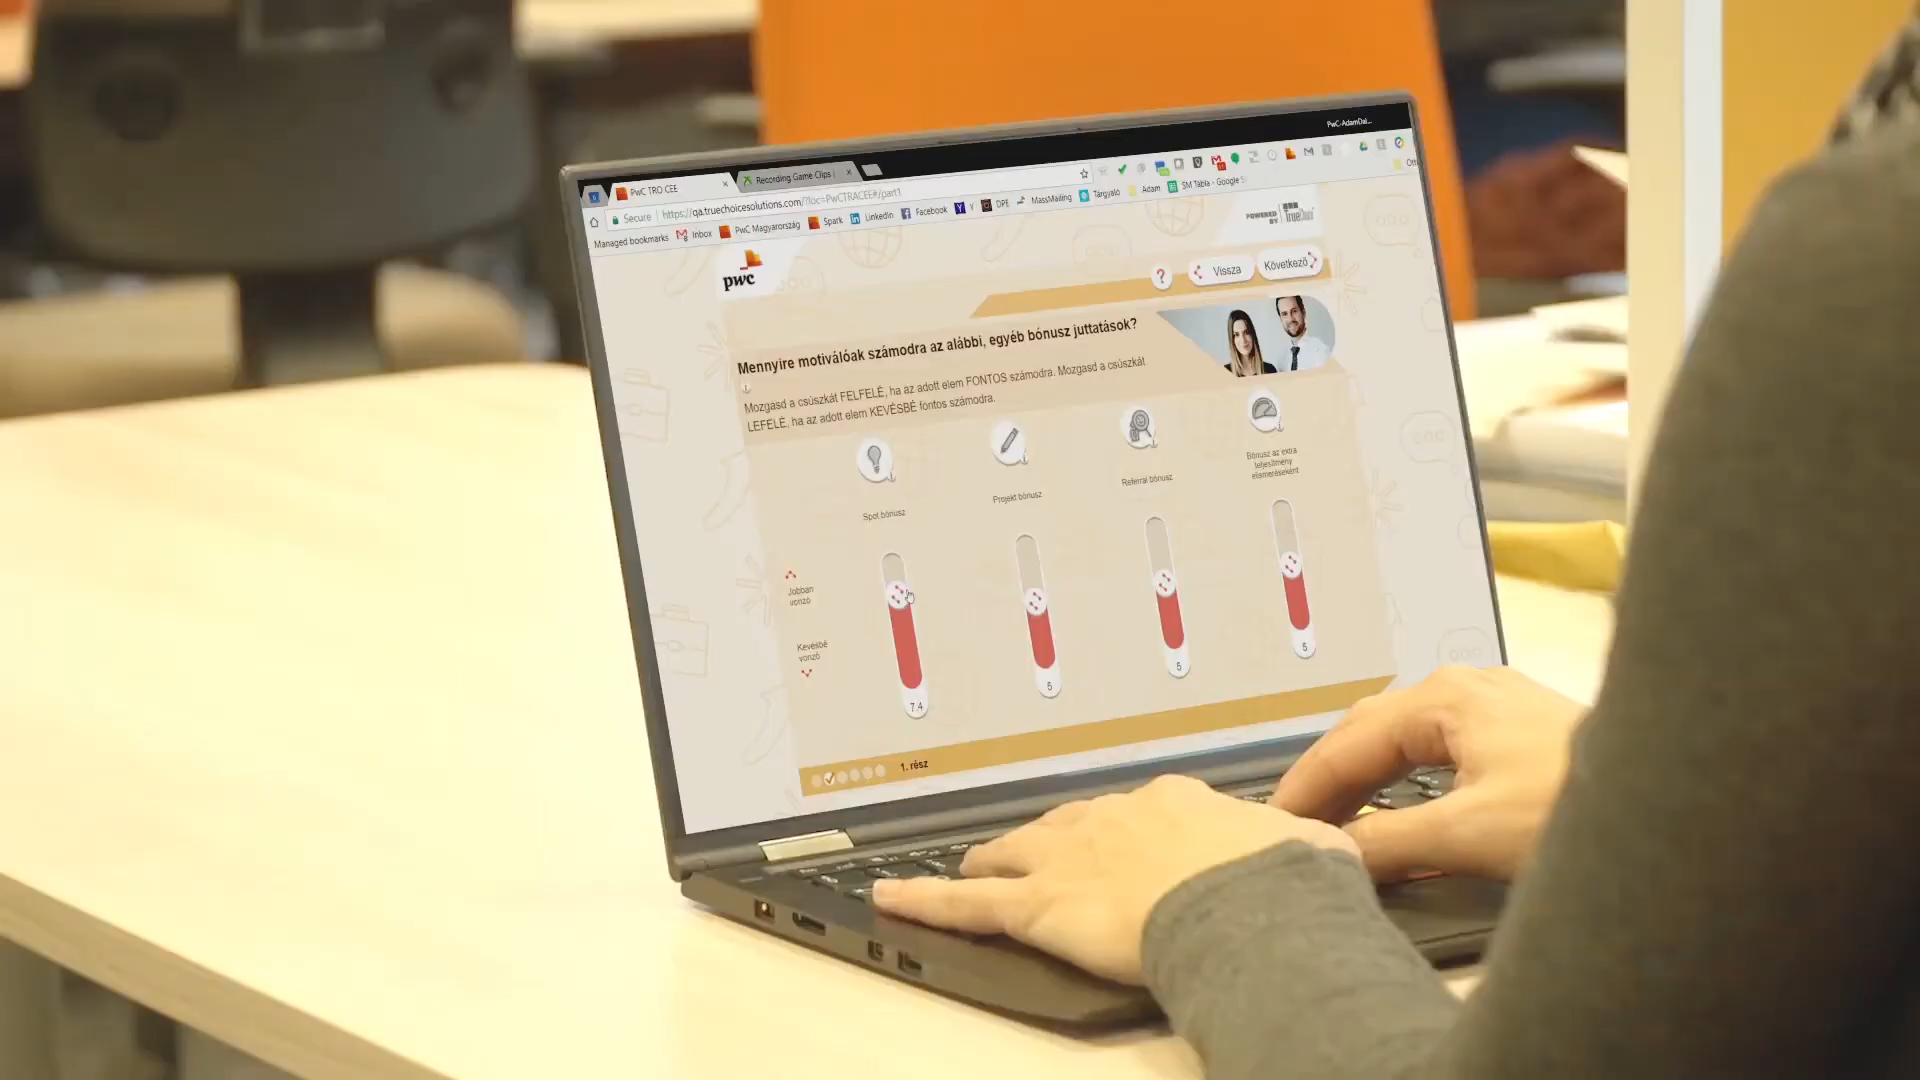 PwC-AdamDal...
PwC TRO CEE
Recording Game Clips
Secure https://qa.truechoicesolutions.com/?loc=PwCTRACEE#/part1
Managed bookmarks Inbox PwC Magyarország Spark LinkedIn Facebook Y DPE MassMailing Tárgyaló Adam SM Tábla - Google S
POWERED BY
pwc
? Vissza Következő
Mennyire motiválóak számodra az alábbi, egyéb bónusz juttatások?
Mozgasd a csúszkát FELFELÉ, ha az adott elem FONTOS számodra. Mozgasd a csúszkát
LEFELÉ, ha az adott elem KEVÉSBÉ fontos számodra.
Spot bónusz
Projekt bónusz
Referral bónusz
Bónusz az extra
teljesítmény
elismeréseként
Jobban
vonzó
Kevésbé
vonzó
7.4
5
5
5
1. rész